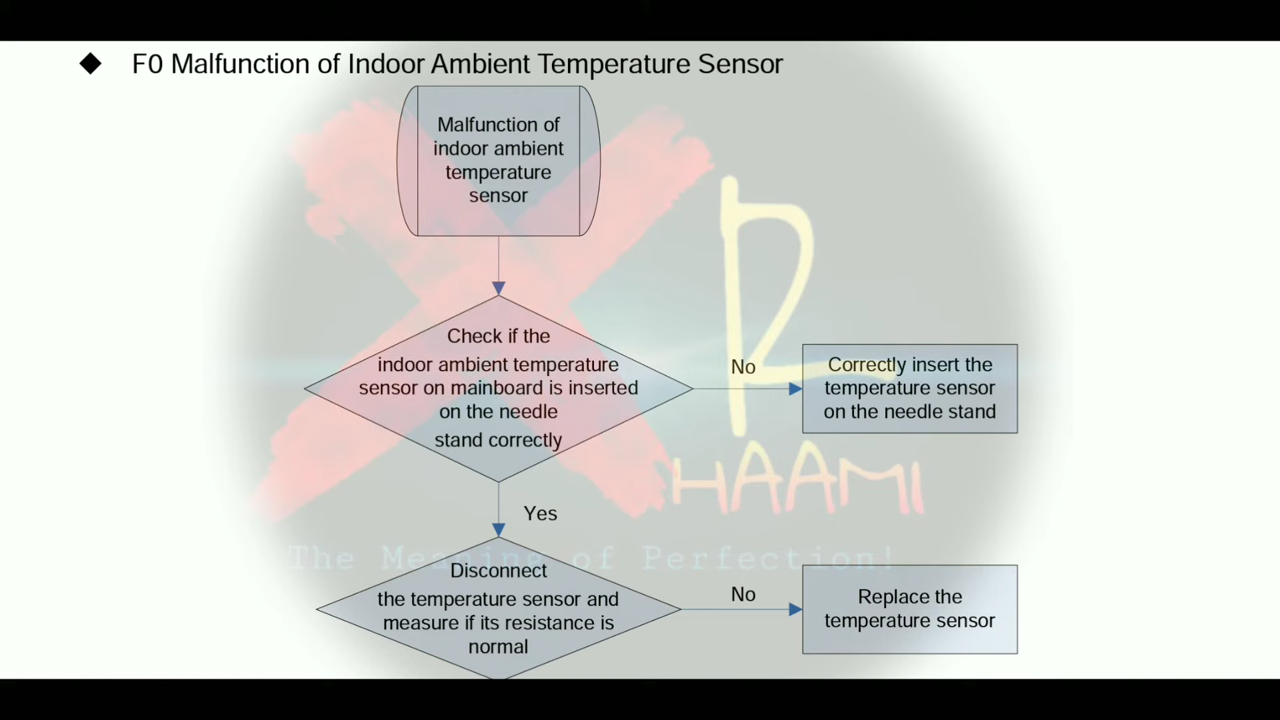 ◆ F0 Malfunction of Indoor Ambient Temperature Sensor
Malfunction of
indoor ambient
temperature
sensor
Check if the
indoor ambient temperature
sensor on mainboard is inserted
on the needle
stand correctly
No
Correctly insert the
temperature sensor
on the needle stand
Yes
R
HAAMI
The Meaning of Perfection!
Disconnect
the temperature sensor and
measure if its resistance is
normal
No
Replace the
temperature sensor